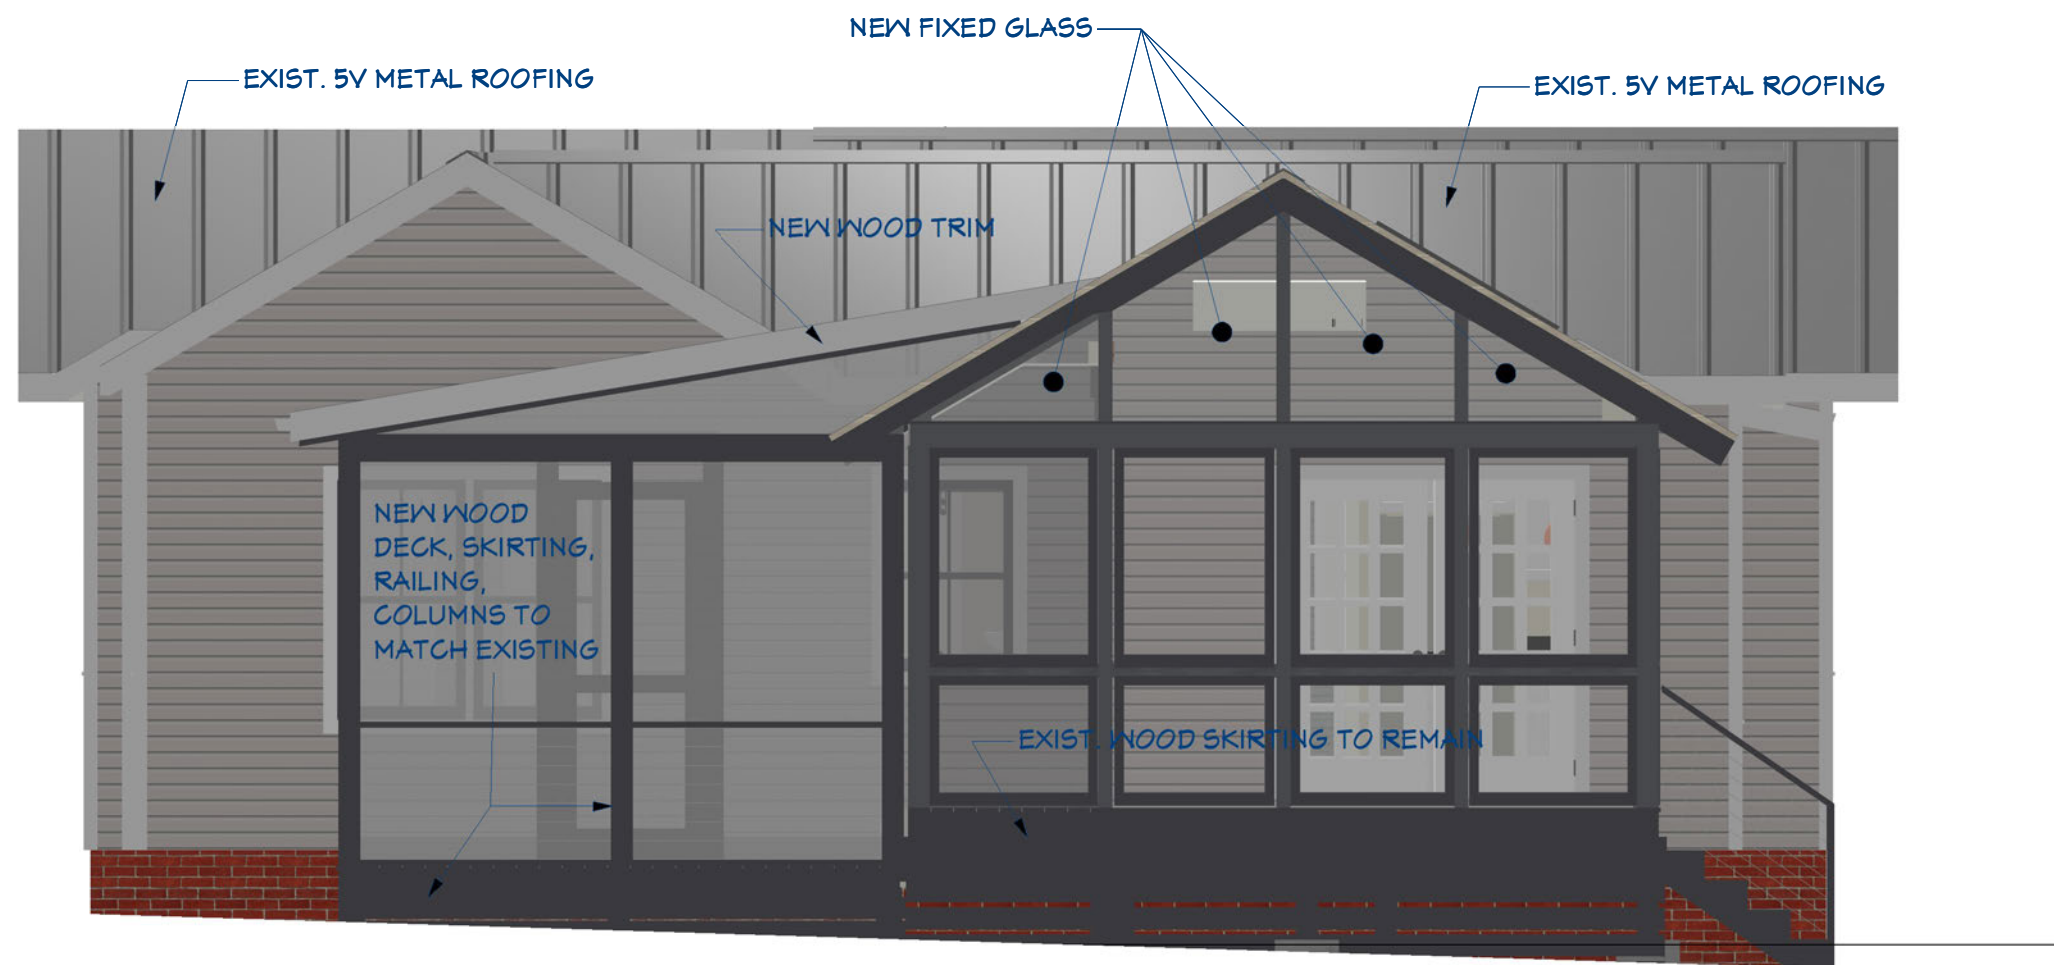 NEW FIXED GLASS
EXIST. 5V METAL ROOFING
EXIST. 5V METAL ROOFING
NEW WOOD TRIM
NEW WOOD
DECK, SKIRTING,
RAILING,
COLUMNS TO
MATCH EXISTING
EXIST. WOOD SKIRTING TO REMAIN